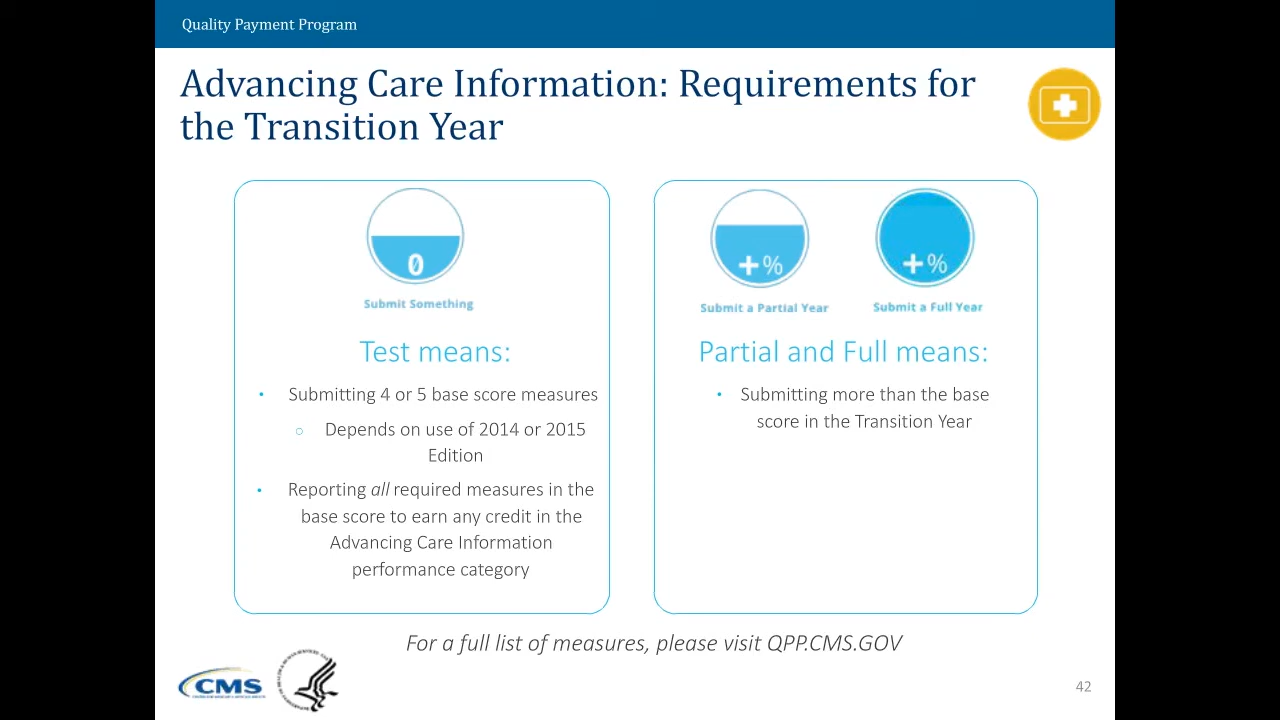 Quality Payment Program
Advancing Care Information: Requirements for
the Transition Year
0
Submit Something
Test means:
• Submitting 4 or 5 base score measures
○ Depends on use of 2014 or 2015
Edition
• Reporting all required measures in the
base score to earn any credit in the
Advancing Care Information
performance category
+%
Submit a Partial Year
+%
Submit a Full Year
Partial and Full means:
• Submitting more than the base
score in the Transition Year
For a full list of measures, please visit QPP.CMS.GOV
CMS
42